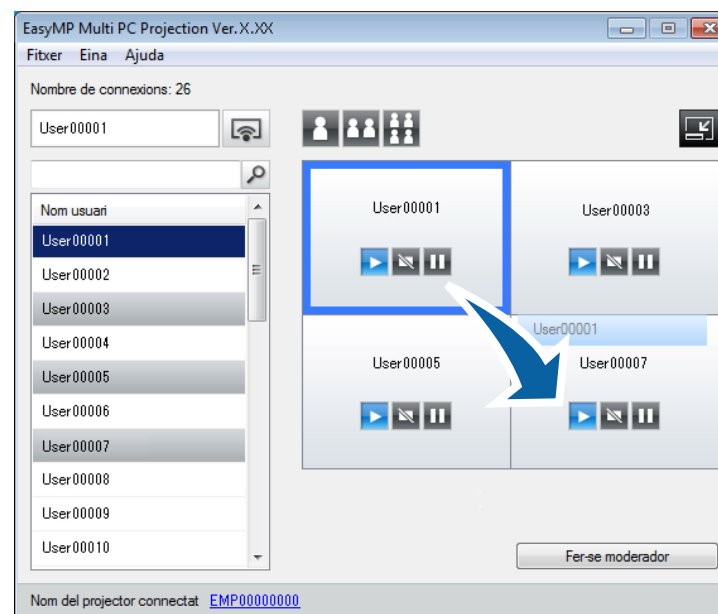 EasyMP Multi PC Projection Ver.X.XX
Fitxer Eina Ajuda
Nombre de connexions: 26
User00001
Nom usuari
User00001
User00002
User00003
User00004
User00005
User00006
User00007
User00008
User00009
User00010
User00001
User00003
User00001
User00005
User00007
Fer-se moderador
Nom del projector connectat EMP00000000